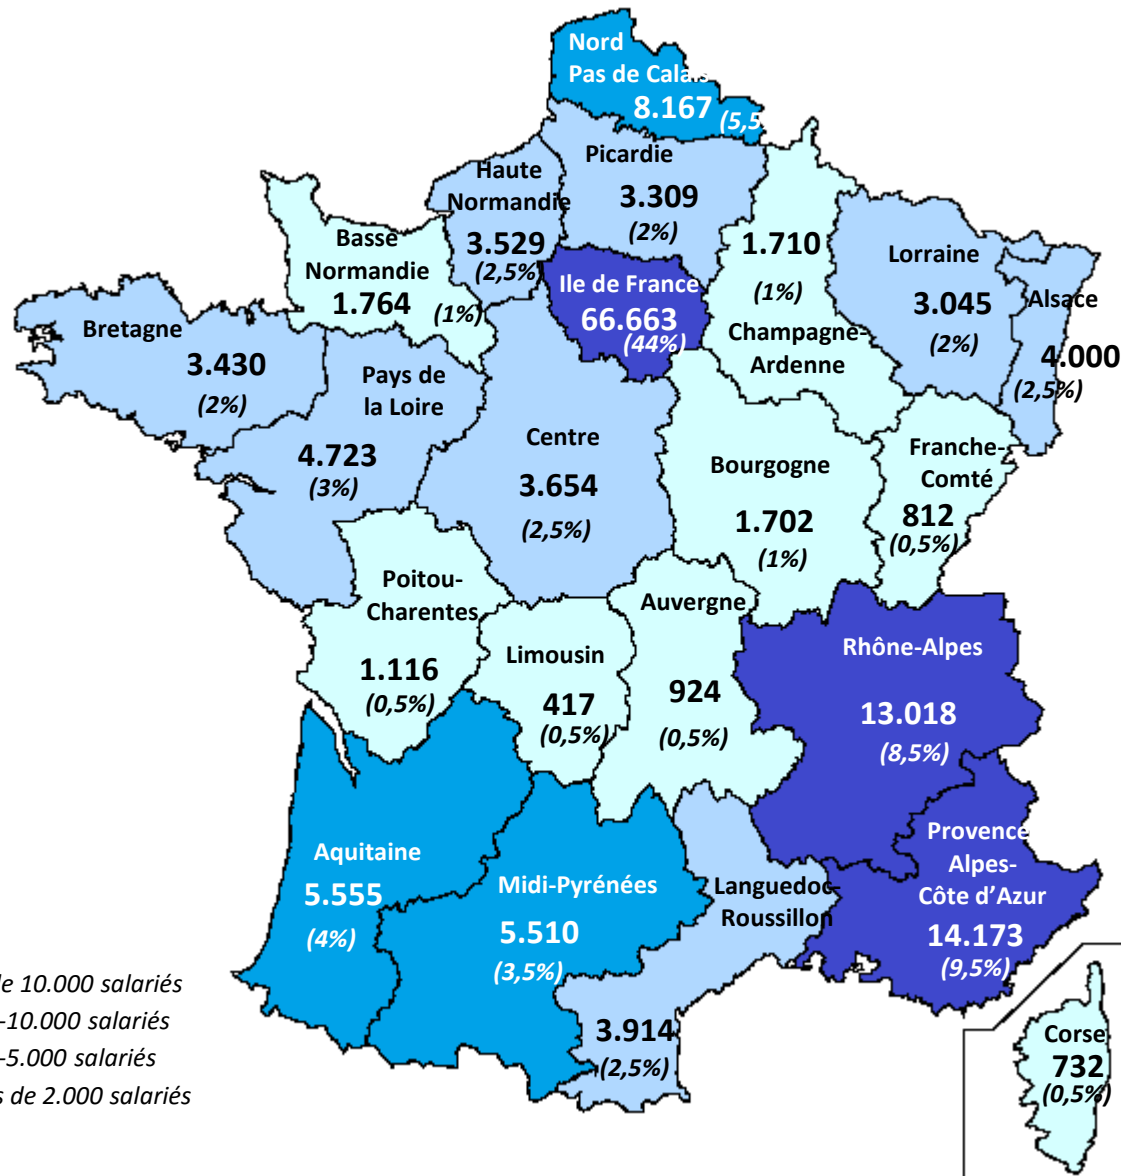 Nord
Pas de Calais
8.167 (5,5
Picardie
3.309
(2%)
Haute
Normandie
3.529
(2,5%)
Basse
Normandie
1.764 (1%)
Ile de France
66.663
(44%)
1.710
(1%)
Champagne-
Ardenne
Lorraine
3.045
(2%)
Alsace
4.000
(2,5%)
Bretagne
3.430
(2%)
Pays de
la Loire
4.723
(3%)
Centre
3.654
(2,5%)
Bourgogne
1.702
(1%)
Franche-
Comté
812
(0,5%)
Poitou-
Charentes
1.116
(0,5%)
Limousin
417
(0,5%)
Auvergne
924
(0,5%)
Rhône-Alpes
13.018
(8,5%)
Aquitaine
5.555
(4%)
Midi-Pyrénées
5.510
(3,5%)
Languedoc-
Roussillon
3.914
(2,5%)
Provence
Alpes-
Côte d’Azur
14.173
(9,5%)
Corse
732
(0,5%)
de 10.000 salariés
-10.000 salariés
-5.000 salariés
s de 2.000 salariés